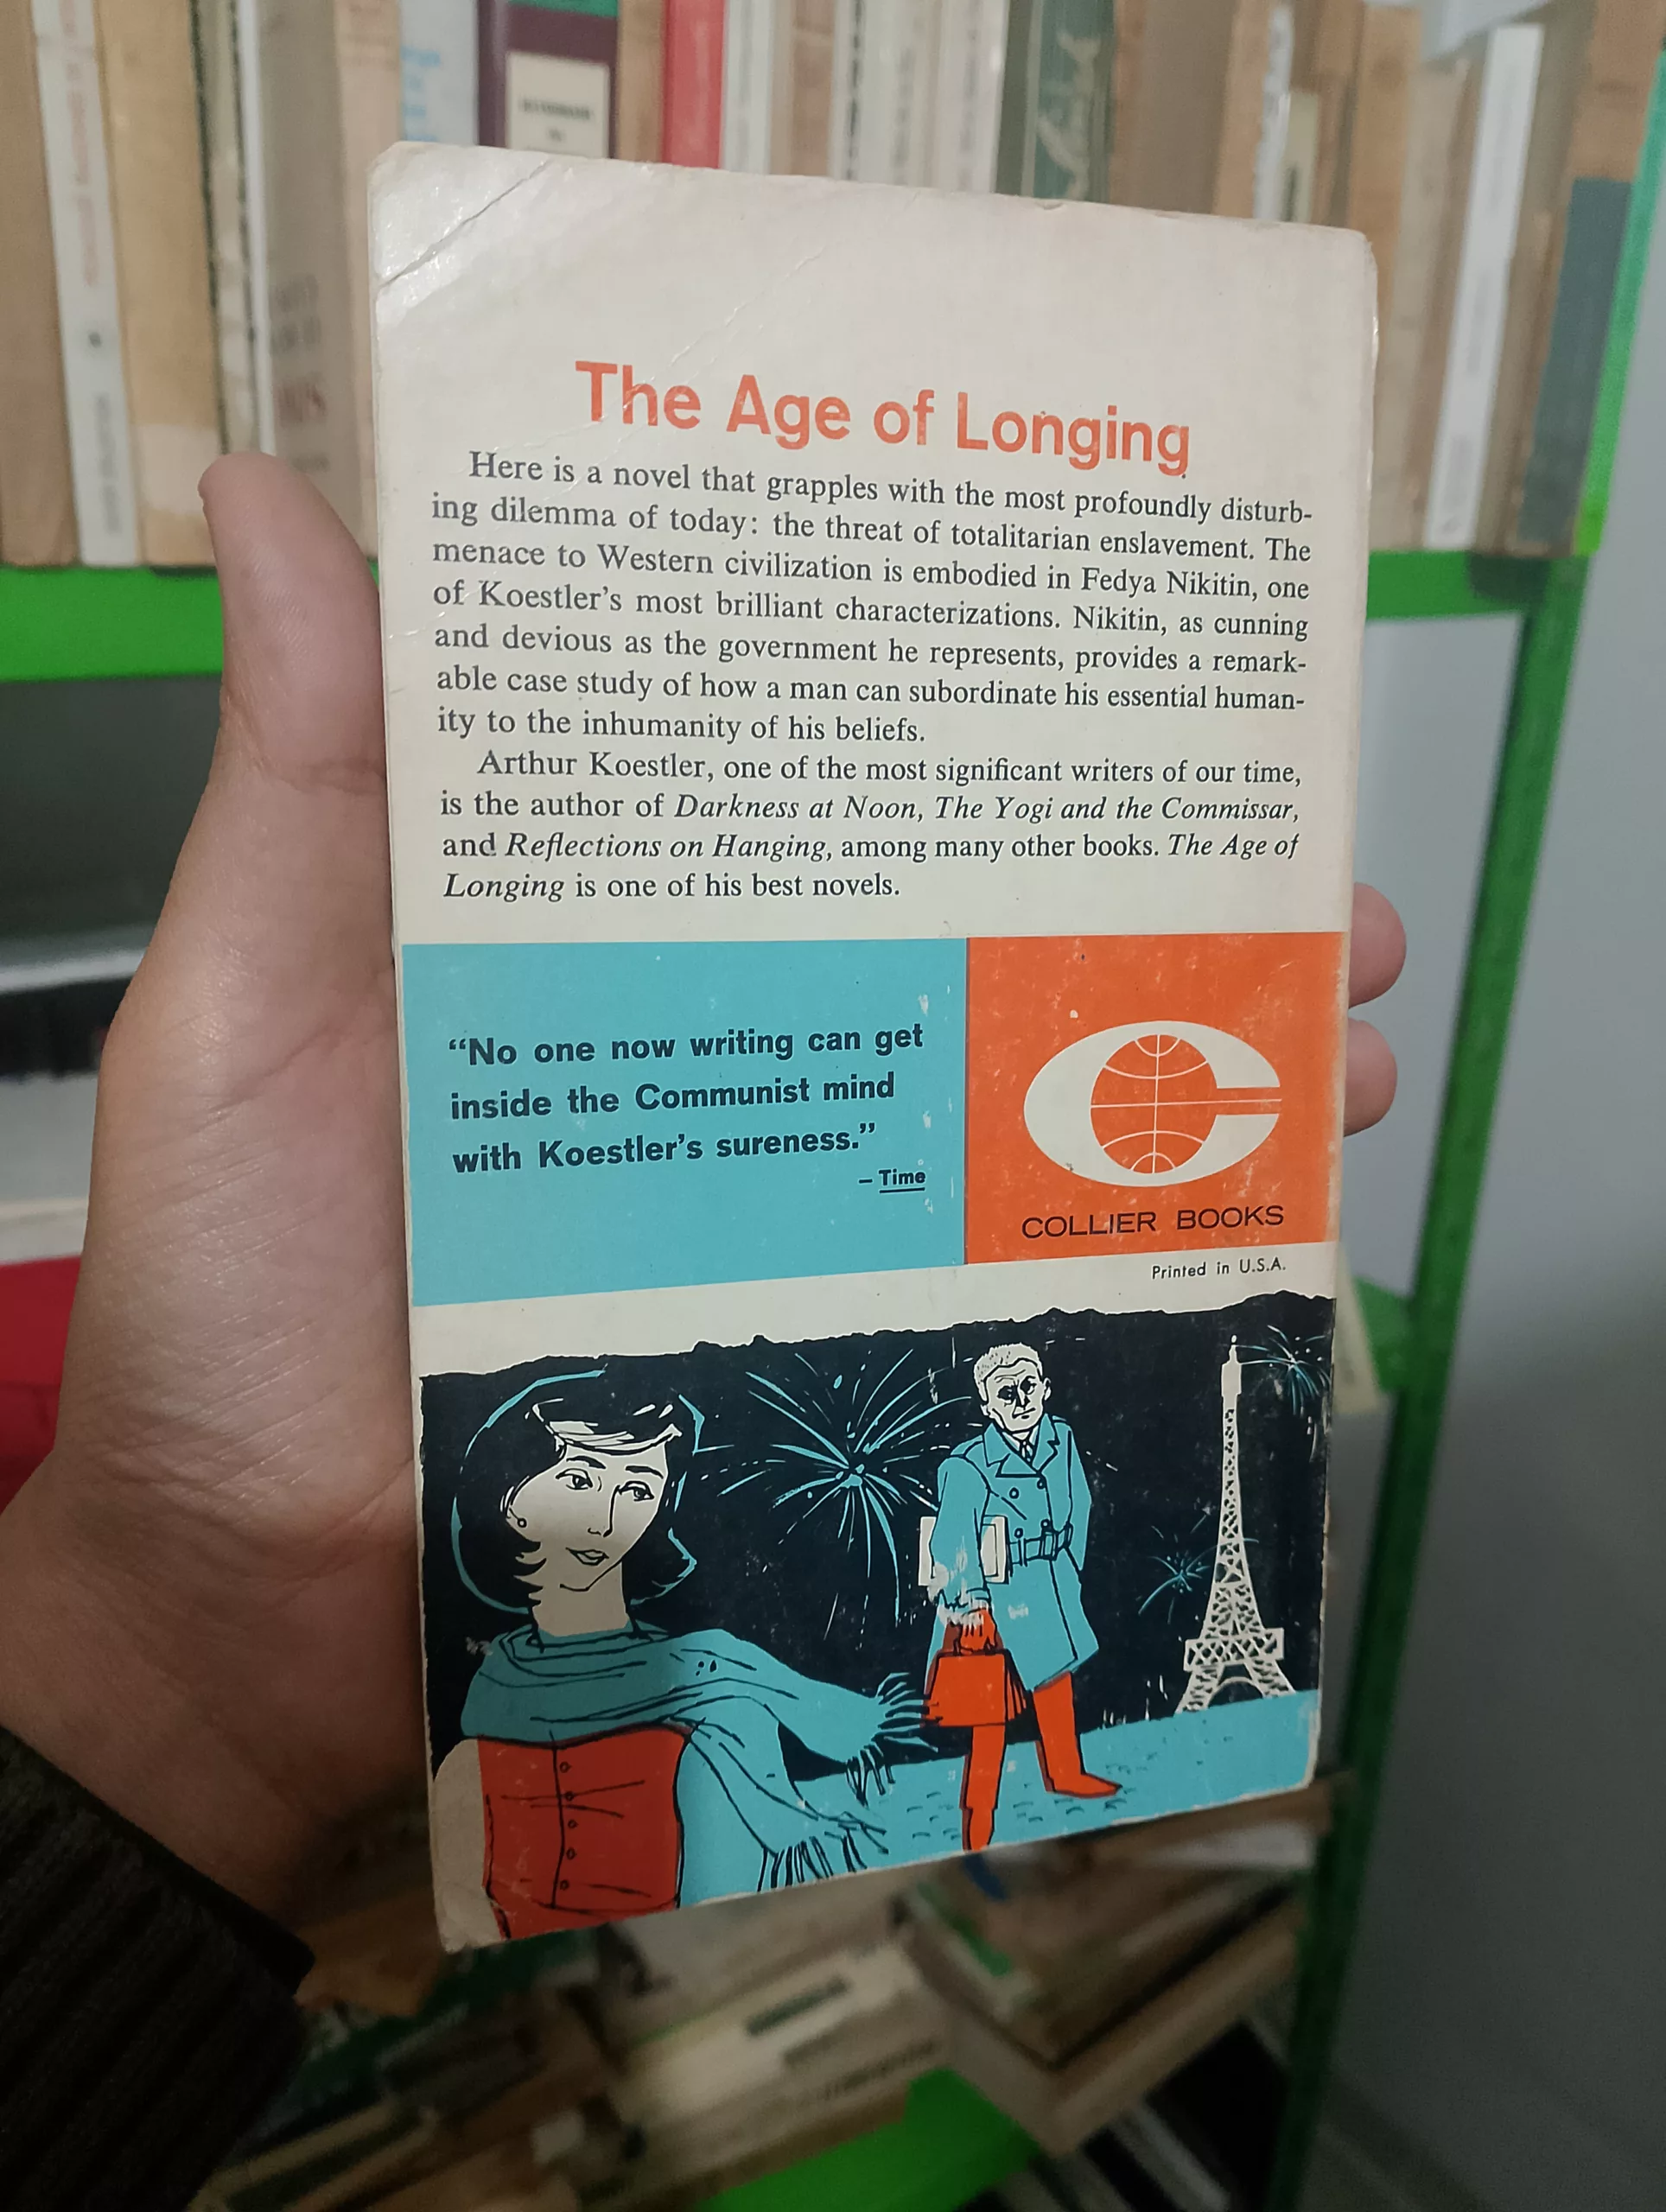 The Age of Longing
Here is a novel that grapples with the most profoundly disturb-
ing dilemma of today: the threat of totalitarian enslavement. The
menace to Western civilization is embodied in Fedya Nikitin, one
of Koestler's most brilliant characterizations. Nikitin, as cunning
and devious as the government he represents, provides a remark-
able case study of how a man can subordinate his essential human-
ity to the inhumanity of his beliefs.
Arthur Koestler, one of the most significant writers of our time,
is the author of Darkness at Noon, The Yogi and the Commissar,
and Reflections on Hanging, among many other books. The Age of
Longing is one of his best novels.
“No one now writing can get
inside the Communist mind
with Koestler's sureness.”
– Time
COLLIER BOOKS
Printed in U.S.A.